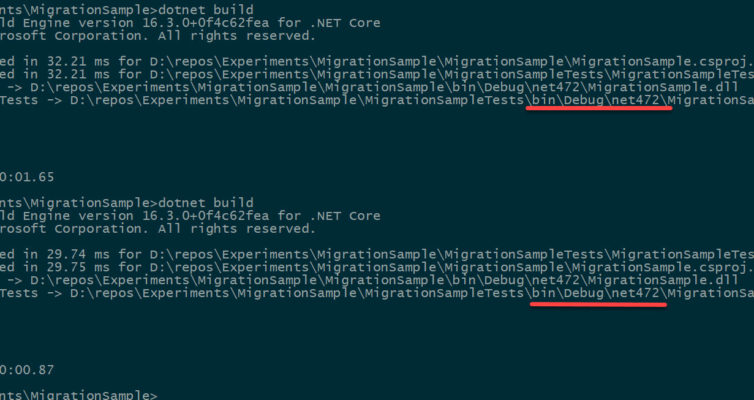 nts\MigrationSample>dotnet build
ld Engine version 16.3.0+0f4c62fea for .NET Core
rosoft Corporation. All rights reserved.
ed in 32.21 ms for D:\repos\Experiments\MigrationSample\MigrationSample\MigrationSample.csproj.
ed in 32.21 ms for D:\repos\Experiments\MigrationSample\MigrationSampleTests\MigrationSampleTes
-> D:\repos\Experiments\MigrationSample\MigrationSample\bin\Debug\net472\MigrationSample.dll
Tests -> D:\repos\Experiments\MigrationSample\MigrationSampleTests\bin\Debug\net472\MigrationSa
0:01.65
nts\MigrationSample>dotnet build
ld Engine version 16.3.0+0f4c62fea for .NET Core
rosoft Corporation. All rights reserved.
ed in 29.74 ms for D:\repos\Experiments\MigrationSample\MigrationSampleTests\MigrationSampleTes
ed in 29.75 ms for D:\repos\Experiments\MigrationSample\MigrationSample\MigrationSample.csproj.
-> D:\repos\Experiments\MigrationSample\MigrationSample\bin\Debug\net472\MigrationSample.dll
Tests -> D:\repos\Experiments\MigrationSample\MigrationSampleTests\bin\Debug\net472\MigrationSa
0:00.87
nts\MigrationSample>